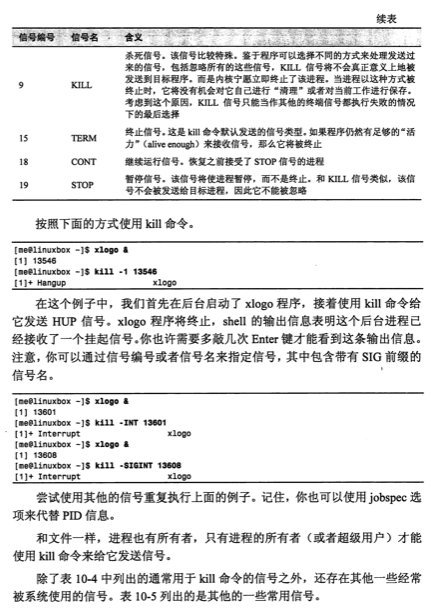 续表
信号编号 信号名 含义
9 KILL 杀死信号。该信号比较特殊。鉴于程序可以选择不同的方式来处理发送过
来的信号,包括忽略所有的这些信号,KILL 信号将不会真正意义上地被
发送到目标程序。而是内核宁愿立即终止了该进程。当进程以这种方式被
终止时,它将没有机会对它自己进行“清理”或者对当前工作进行保存。
考虑到这个原因,KILL 信号只能当作其他的终端信号都执行失败的情况
下的最后选择
15 TERM 终止信号。这是 kill 命令默认发送的信号类型。如果程序仍然有足够的“活
力”(alive enough)来接收信号,那么它将被终止
18 CONT 继续运行信号。恢复之前接受了 STOP 信号的进程
19 STOP 暂停信号。该信号将使进程暂停,而不是终止。和 KILL 信号类似,该信
号不会被发送给目标进程,因此它不能被忽略
按照下面的方式使用 kill 命令。
[me@linuxbox ~]$ xlogo &
[1] 13546
[me@linuxbox ~]$ kill -1 13546
[1]+ Hangup xlogo
在这个例子中,我们首先在后台启动了 xlogo 程序,接着使用 kill 命令给
它发送 HUP 信号。xlogo 程序将终止,shell 的输出信息表明这个后台进程已
经接收了一个挂起信号。你也许需要多敲几次 Enter 键才能看到这条输出信息。
注意,你可以通过信号编号或者信号名来指定信号,其中包含带有 SIG 前缀的
信号名。
[me@linuxbox ~]$ xlogo &
[1] 13601
[me@linuxbox ~]$ kill -INT 13601
[1]+ Interrupt xlogo
[me@linuxbox ~]$ xlogo &
[1] 13608
[me@linuxbox ~]$ kill -SIGINT 13608
[1]+ Interrupt xlogo
尝试使用其他的信号重复执行上面的例子。记住,你也可以使用 jobspec 选
项来代替 PID 信息。
和文件一样,进程也有所有者,只有进程的所有者(或者超级用户)才能
使用 kill 命令来给它发送信号。
除了表 10-4 中列出的通常用于 kill 命令的信号之外,还存在其他一些经常
被系统使用的信号。表 10-5 列出的是其他的一些常用信号。